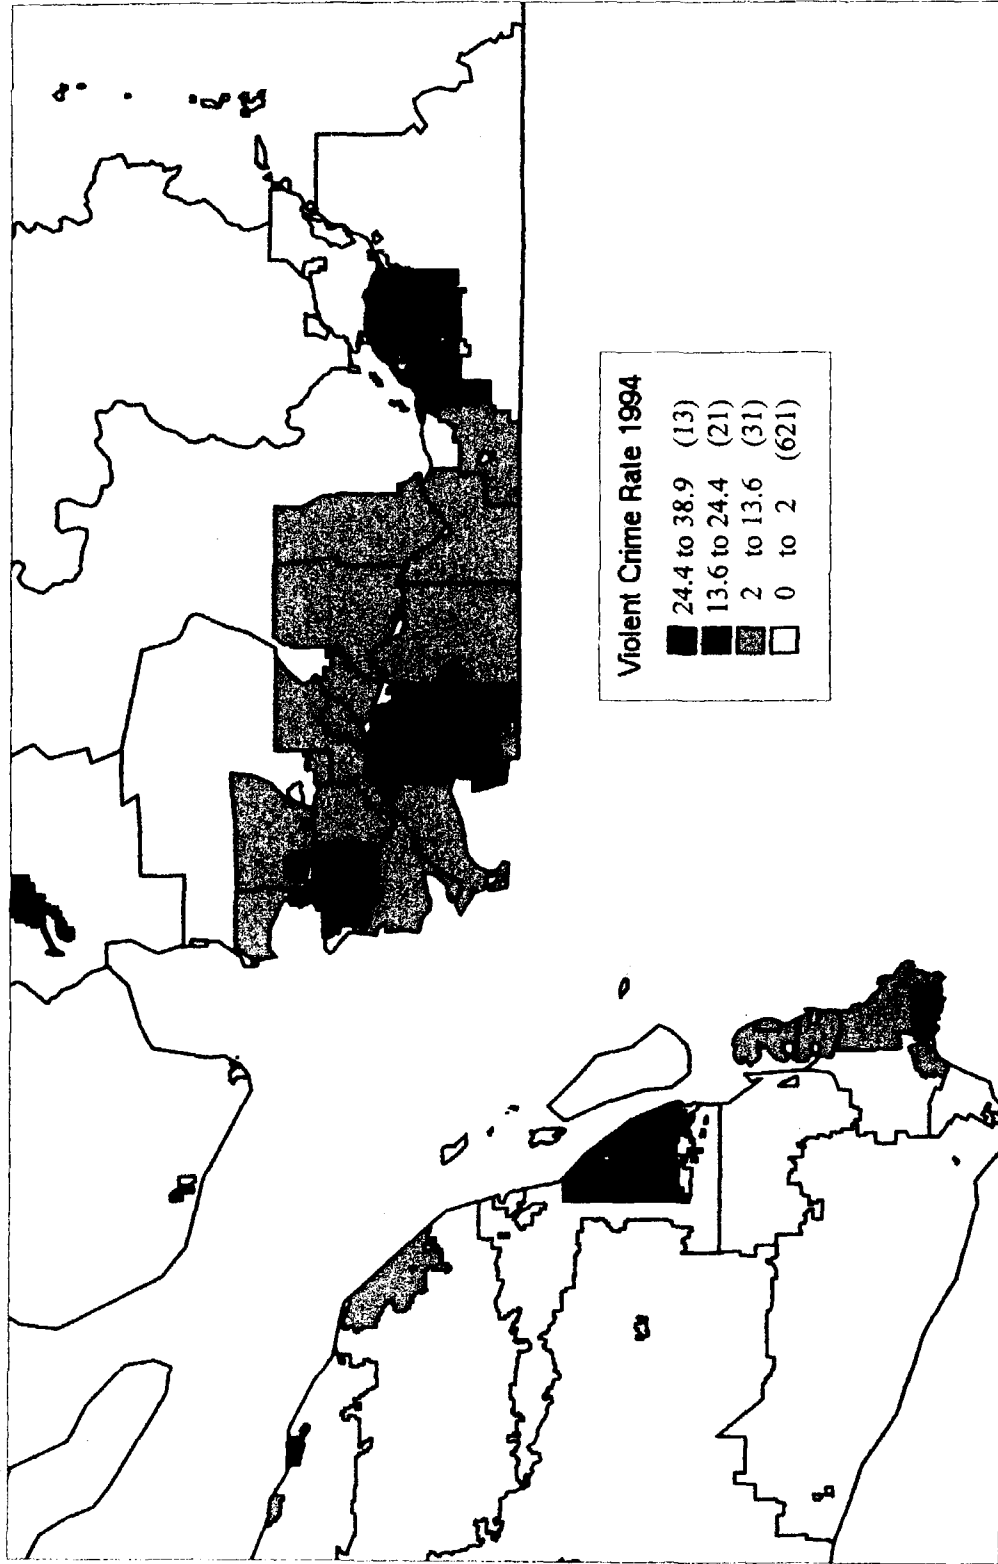 Violent Crime Rate 1994
24.4 to 38.9 (13)
13.6 to 24.4 (21)
2 to 13.6 (31)
0 to 2 (621)